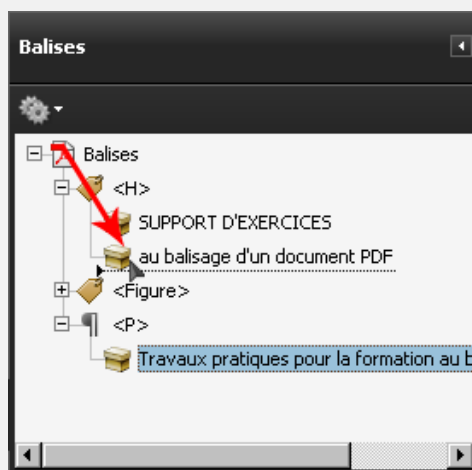 Balises
Balises
<H>
SUPPORT D'EXERCICES
au balisage d'un document PDF
<Figure>
<P>
Travaux pratiques pour la formation au b